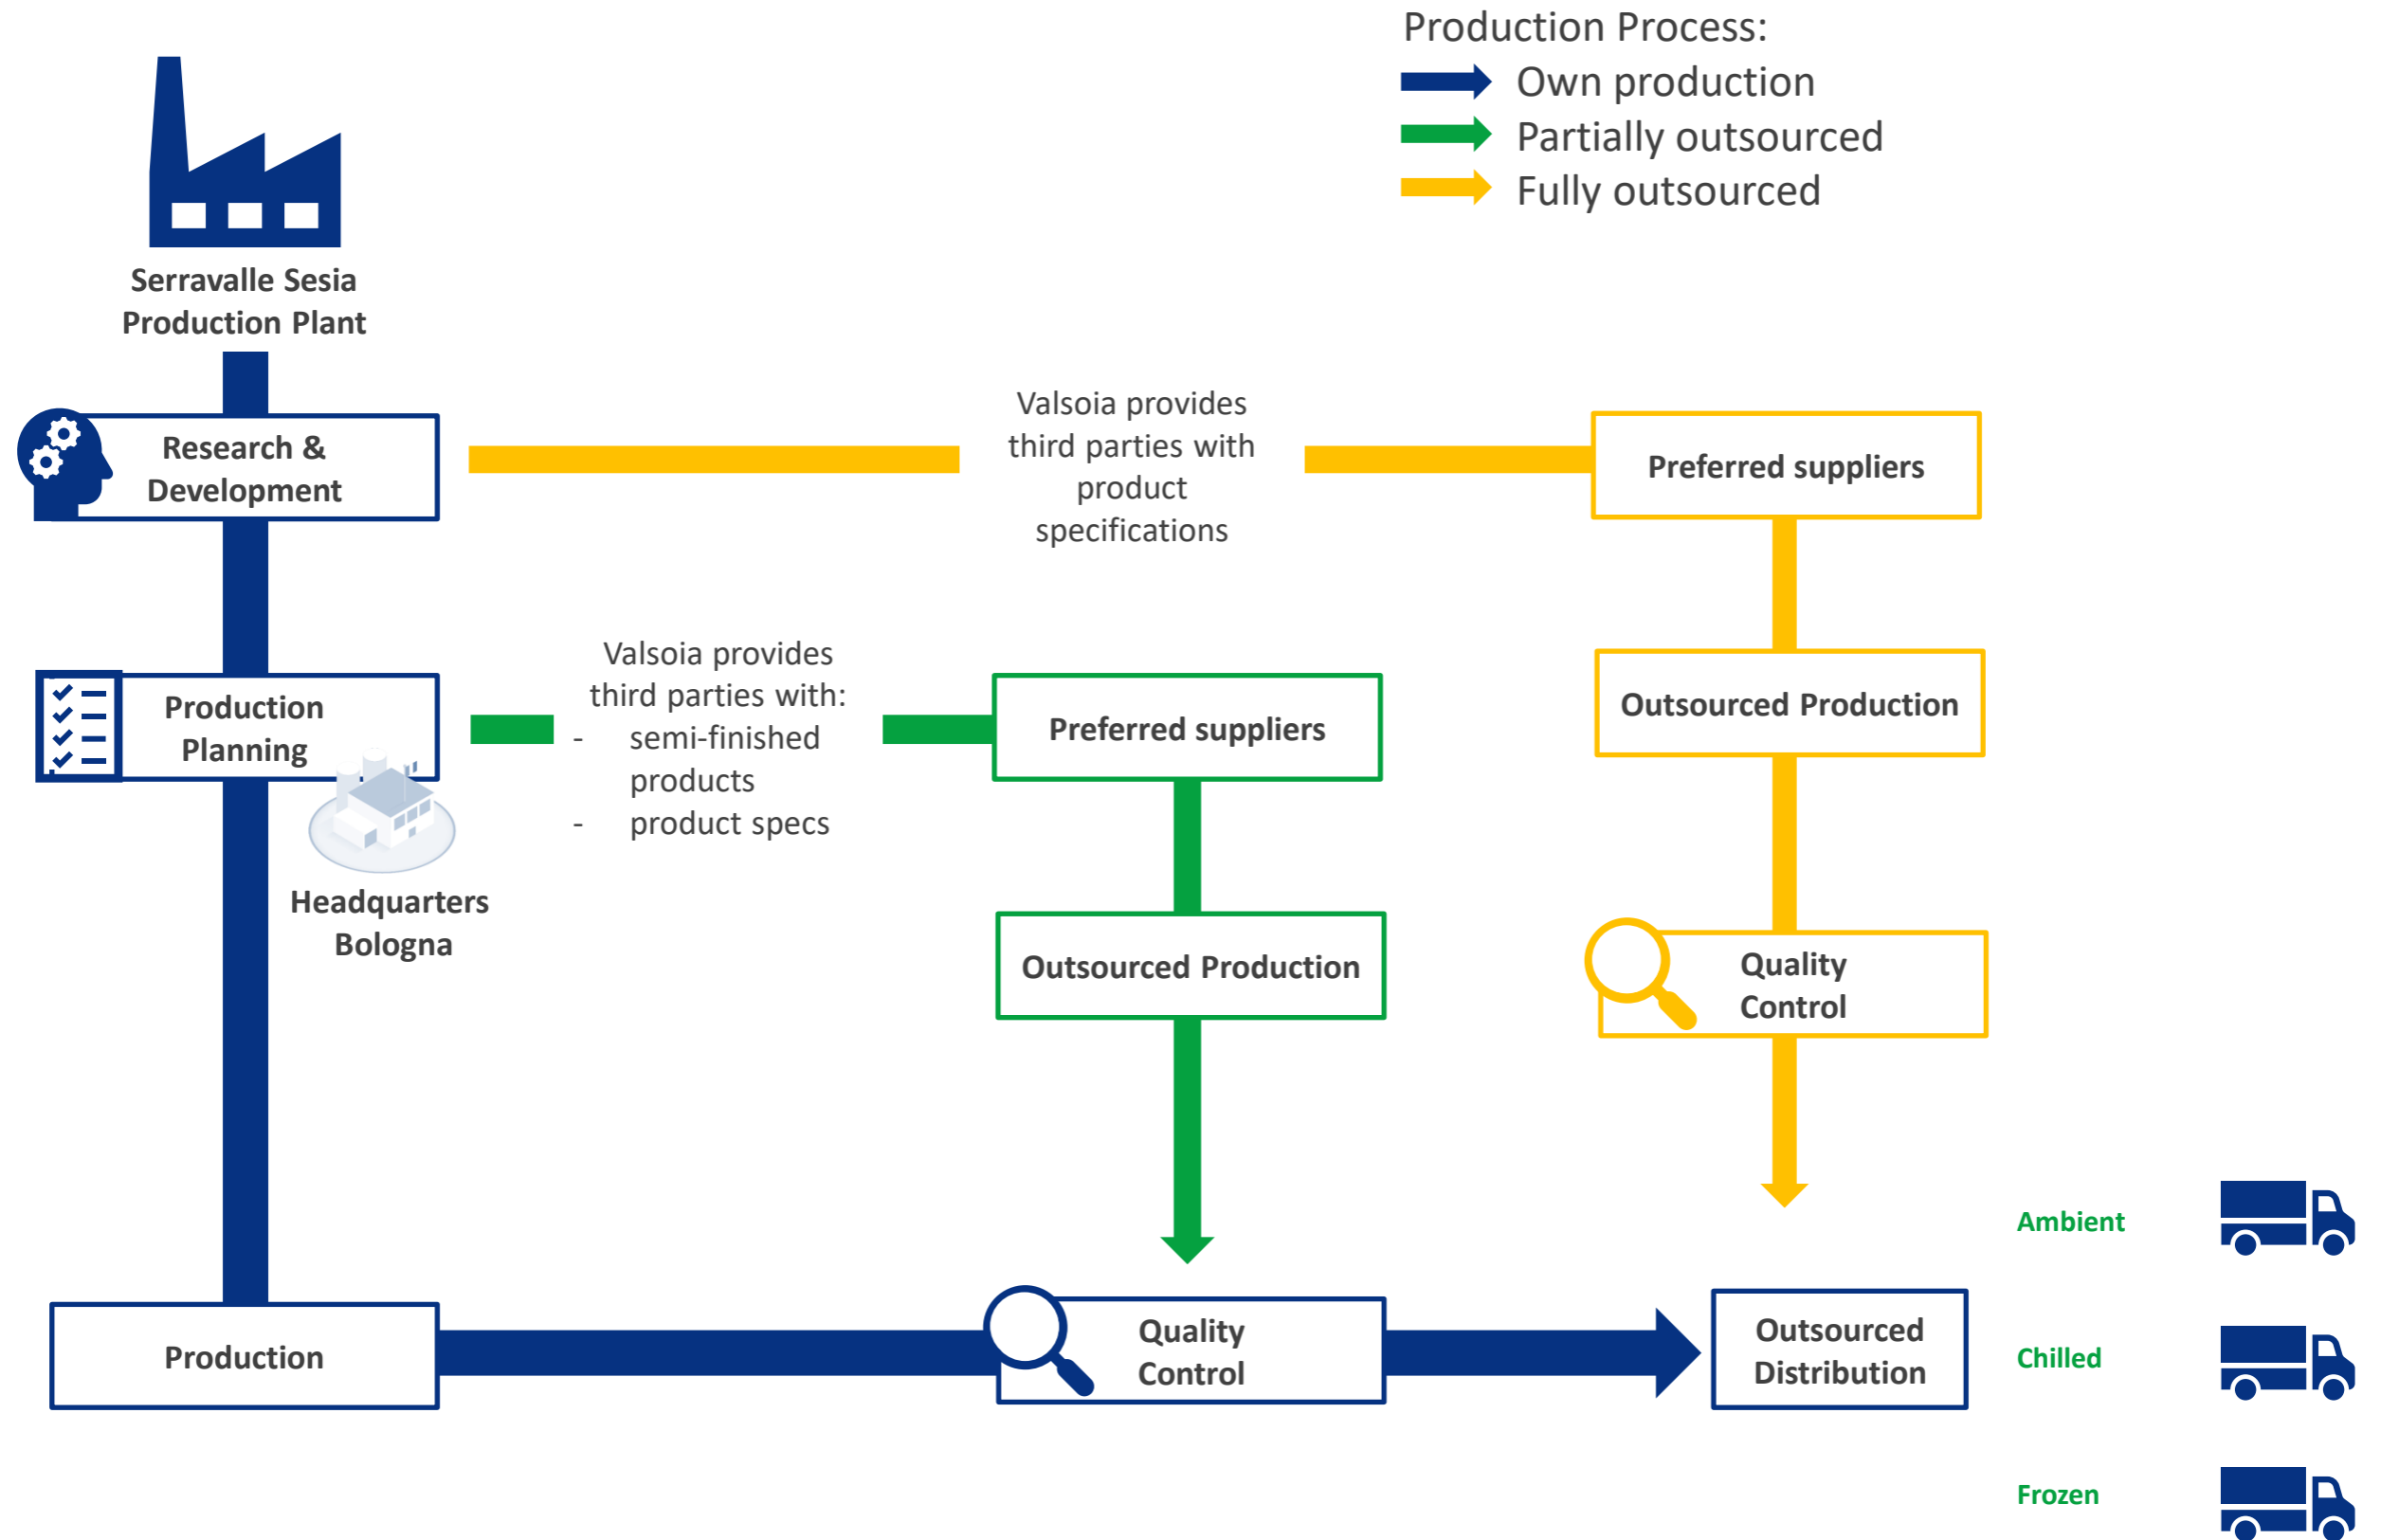 Production Process:
Own production
Partially outsourced
Fully outsourced
Serravalle Sesia
Production Plant
Research &
Development
Valsoia provides
third parties with
product
specifications
Preferred suppliers
Production
Planning
Headquarters
Bologna
Valsoia provides
third parties with:
- semi-finished
products
- product specs
Preferred suppliers
Outsourced Production
Outsourced Production
Quality
Control
Production
Quality
Control
Outsourced
Distribution
Ambient
Chilled
Frozen